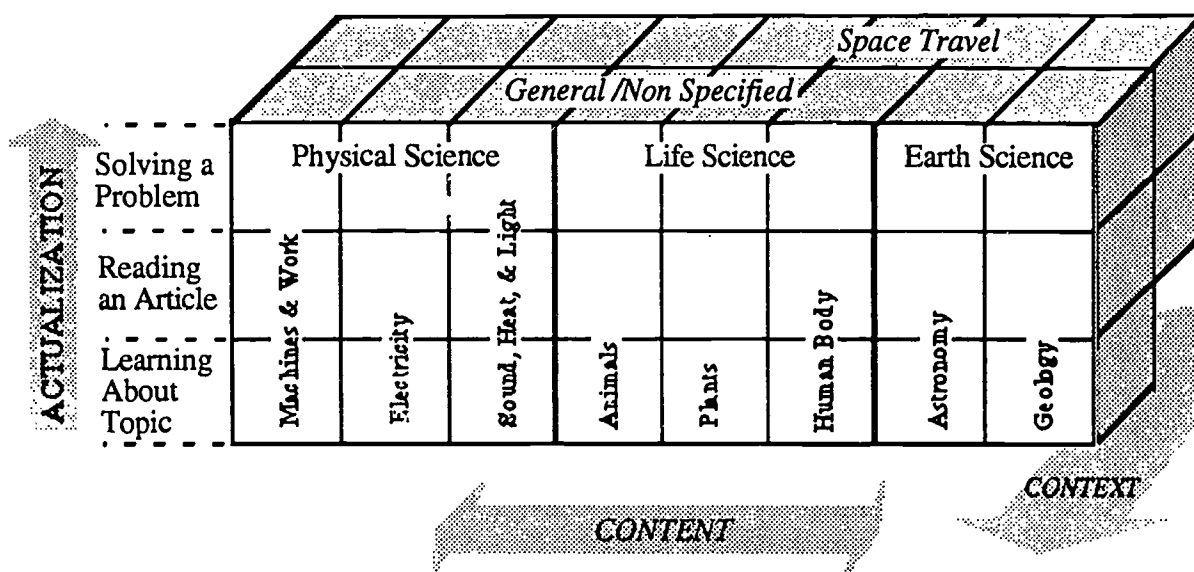 Space Travel
General /Non Specified
ACTUALIZATION
Solving a
Problem
Reading
an Article
Learning
About
Topic
Physical Science
Life Science
Earth Science
Machines & Work
Electricity
Sound, Heat, & Light
Animals
Plants
Human Body
Astronomy
Geology
CONTENT
CONTEXT